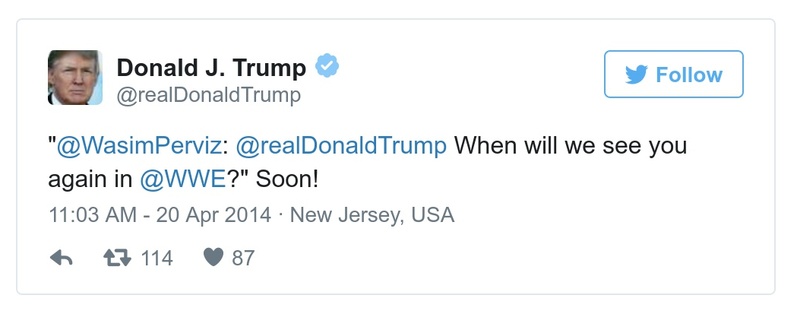 Donald J. Trump
@realDonaldTrump
Follow
"@WasimPerviz: @realDonaldTrump When will we see you
again in @WWE?" Soon!
11:03 AM - 20 Apr 2014 · New Jersey, USA
114 87